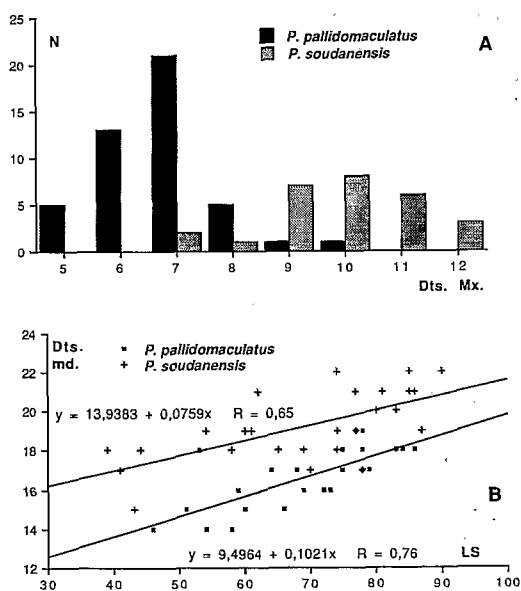 25
N
P. pallidomaculatus
A
P. soudanensis
20
15
10
5
0
5 6 7 8 9 10 11 12
Dts. Mx.
24
Dts.
P. pallidomaculatus
md.
P. soudanensis
22
y = 13,9383 + 0,0759x R = 0,65
20
18
16
B
14
y = 9,4964 + 0,1021x R = 0,76
LS
12
30 40 50 60 70 80 90 100